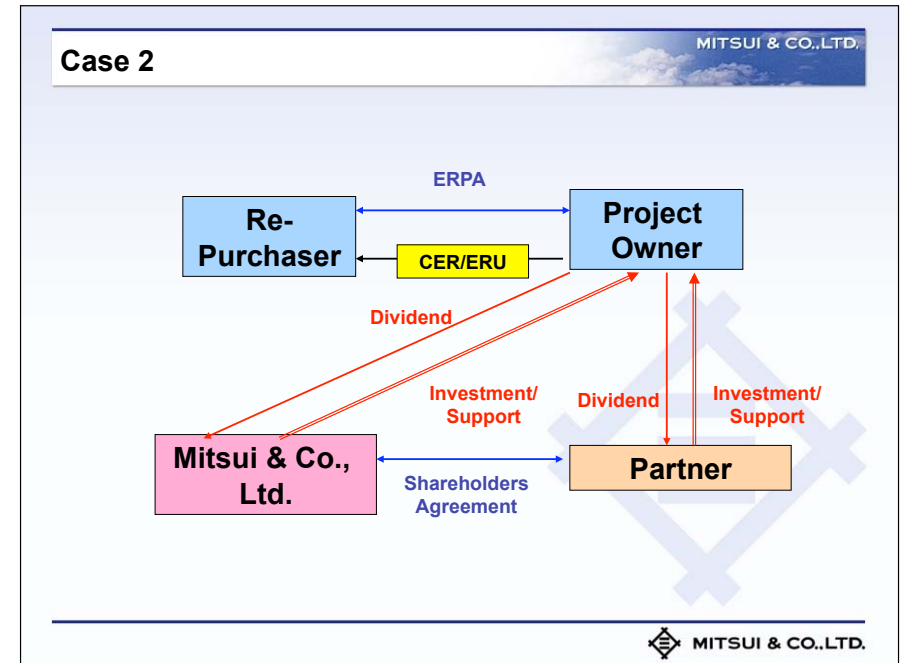 MITSUI & CO.,LTD.
Case 2
ERPA
Re-
Purchaser
Project
Owner
CER/ERU
Dividend
Investment/
Support
Dividend
Investment/
Support
Mitsui & Co.,
Ltd.
Shareholders
Agreement
Partner
MITSUI & CO.,LTD.